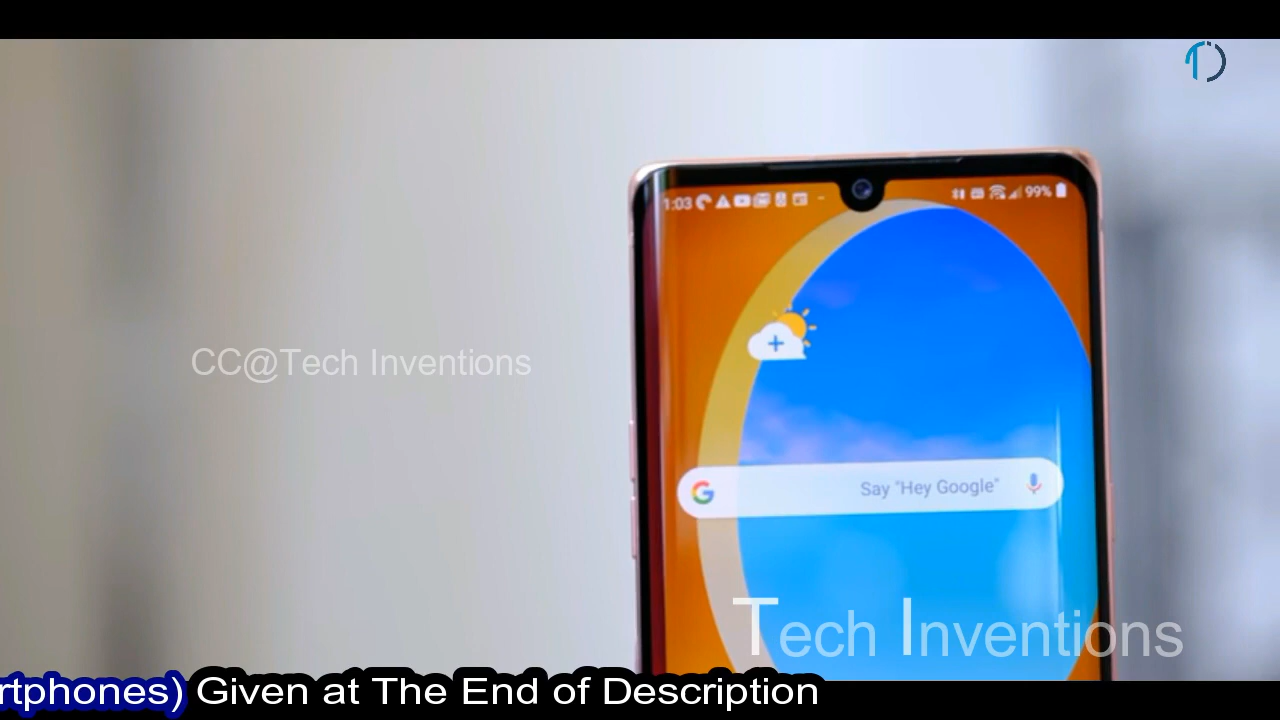 1:03
99%
CC@Tech Inventions
Say "Hey Google"
Tech Inventions
rtphones) Given at The End of Description